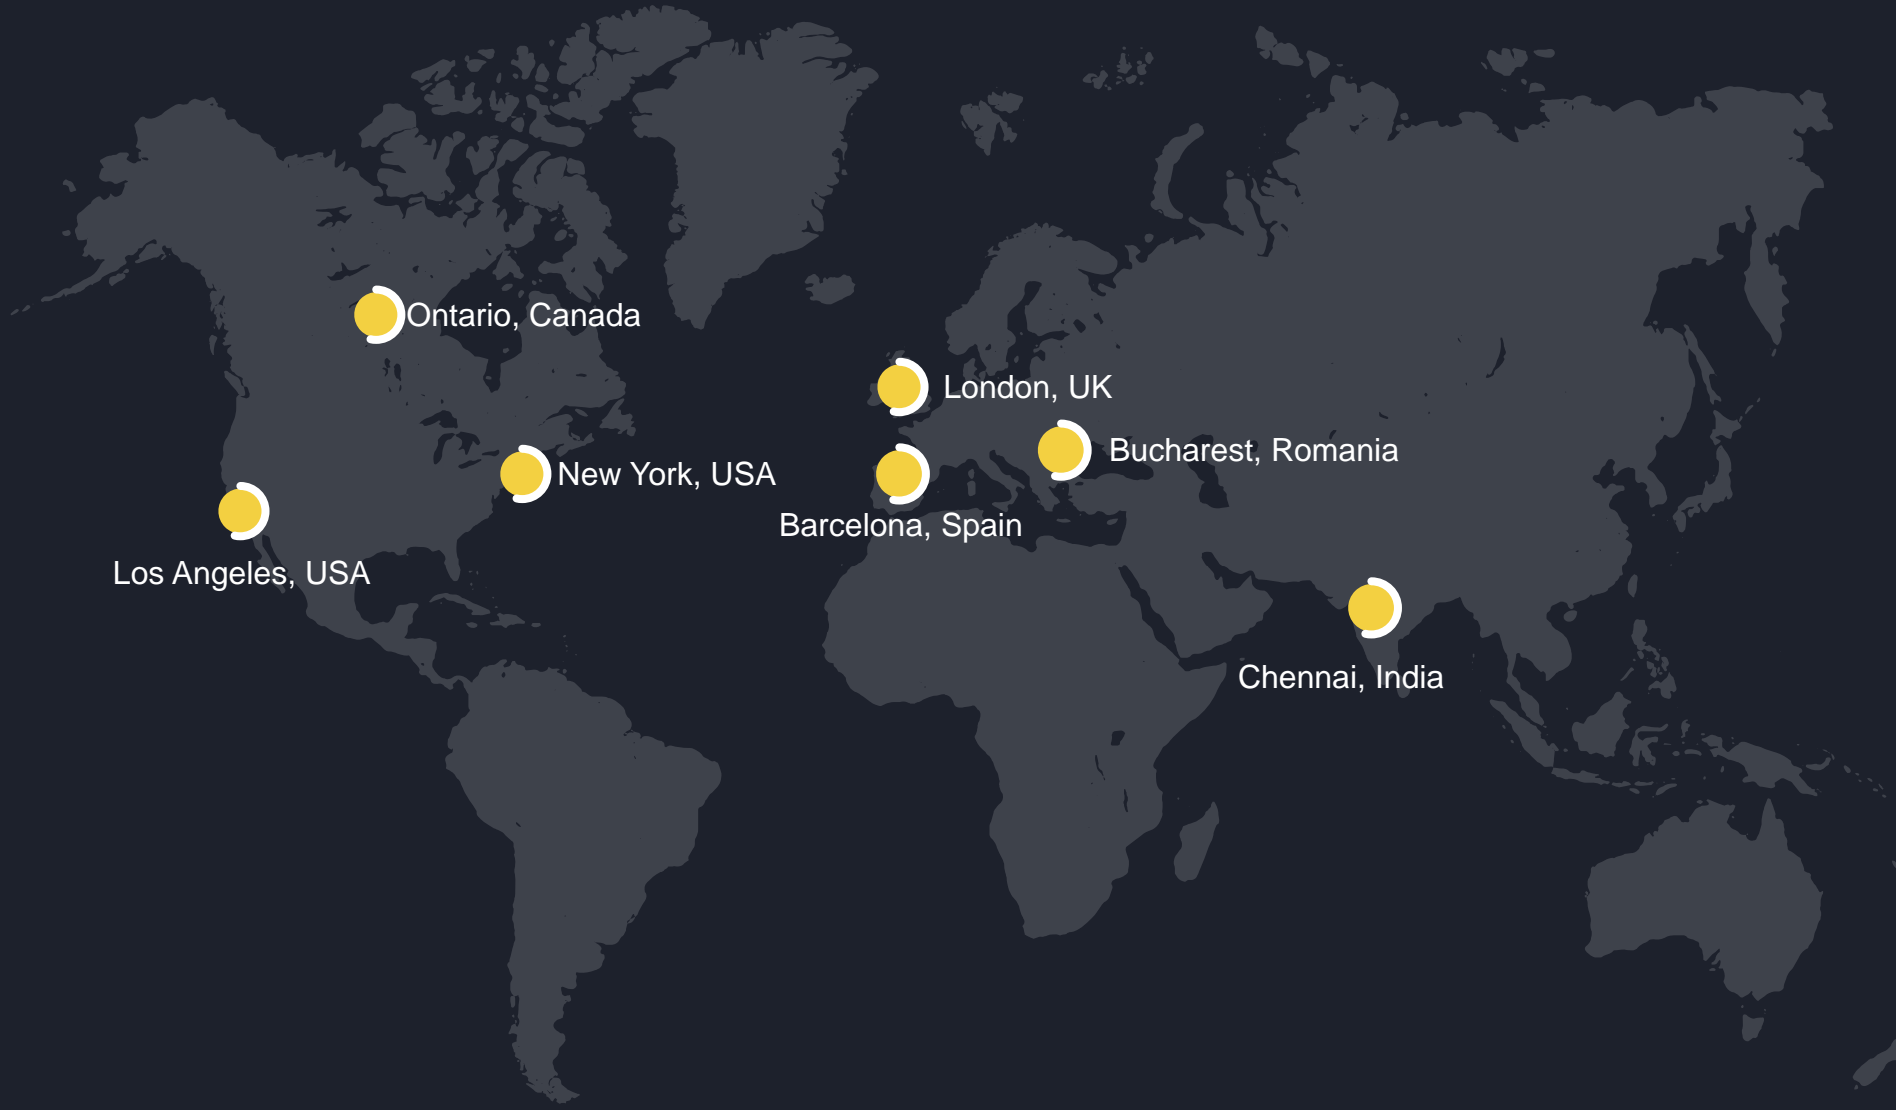 Ontario, Canada
London, UK
Bucharest, Romania
New York, USA
Barcelona, Spain
Los Angeles, USA
Chennai, India